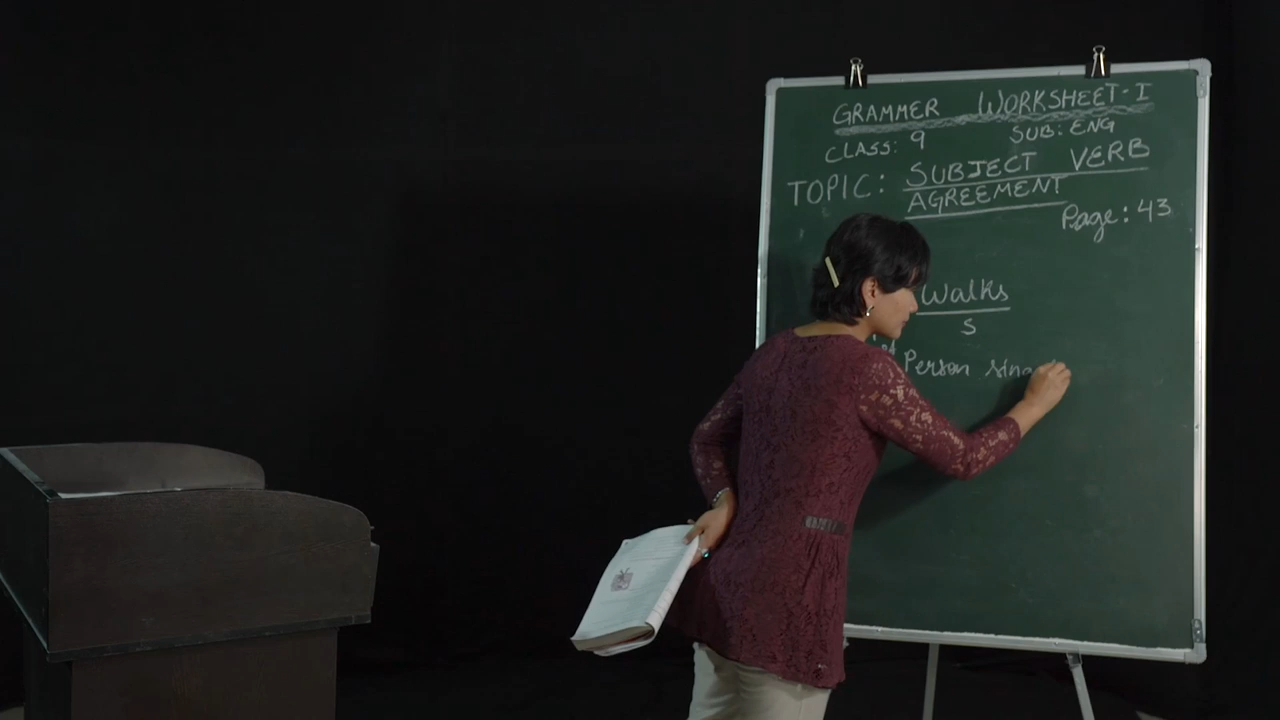 GRAMMER WORKSHEET-I
CLASS: 9 SUB: ENG
TOPIC: SUBJECT VERB
AGREEMENT
Page: 43
Walks
S
Person